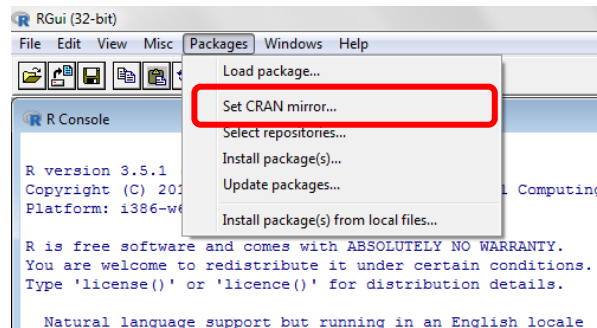 RGui (32-bit)
File Edit View Misc Packages Windows Help
Load package...
Set CRAN mirror...
Select repositories...
Install package(s)...
Update packages...
Install package(s) from local files...
R Console
R version 3.5.1
Copyright (C) 201 l Computing
Platform: i386-w6
R is free software and comes with ABSOLUTELY NO WARRANTY.
You are welcome to redistribute it under certain conditions.
Type 'license()' or 'licence()' for distribution details.
Natural language support but running in an English locale